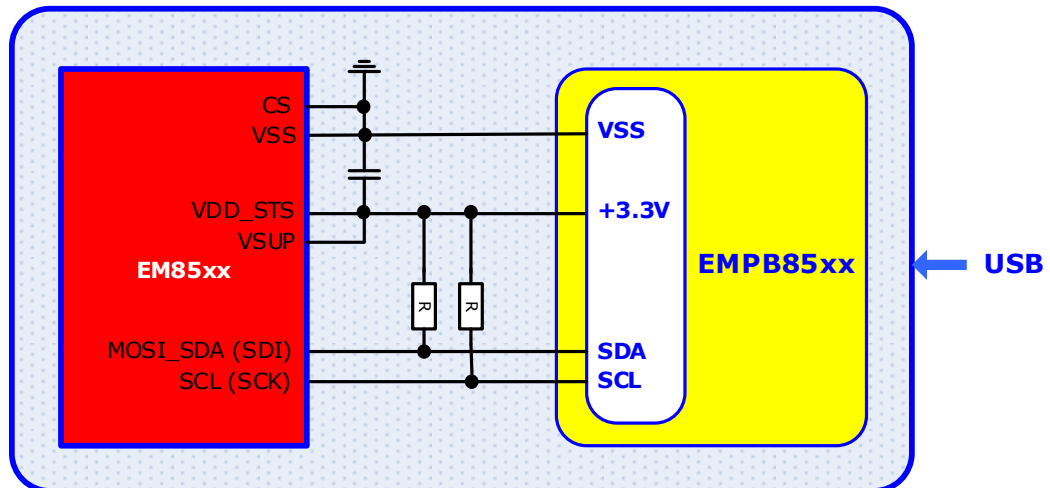 CS
VSS
VDD_STS
VSUP
EM85xx
MOSI_SDA (SDI)
SCL (SCK)
R
R
VSS
+3.3V
EMPB85xx
SDA
SCL
USB